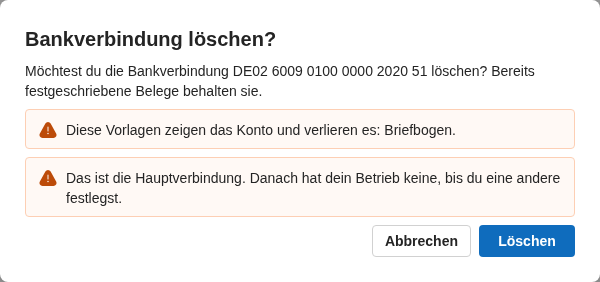 Bankverbindung löschen?
Möchtest du die Bankverbindung DE02 6009 0100 0000 2020 51 löschen? Bereits
festgeschriebene Belege behalten sie.
Diese Vorlagen zeigen das Konto und verlieren es: Briefbogen.
Das ist die Hauptverbindung. Danach hat dein Betrieb keine, bis du eine andere
festlegst.
Abbrechen
Löschen